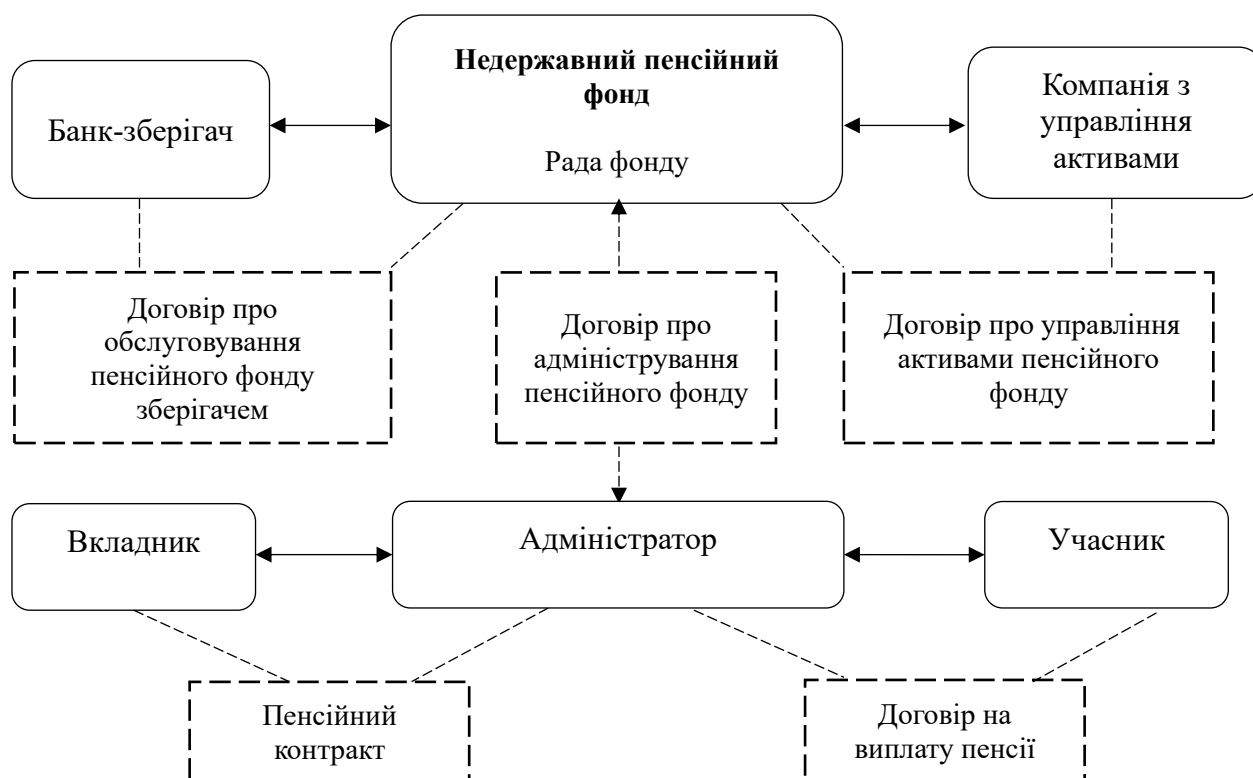 Недержавний пенсійний
фонд
Рада фонду
Банк-зберігач
Компанія з
управління
активами
Договір про
обслуговування
пенсійного фонду
зберігачем
Договір про
адміністрування
пенсійного фонду
Договір про управління
активами пенсійного
фонду
Вкладник
Адміністратор
Учасник
Пенсійний
контракт
Договір на
виплату пенсії